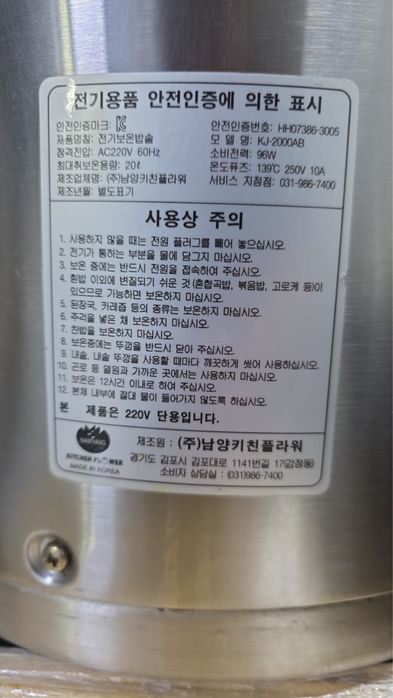 전기용품 안전인증에 의한 표시
안전인증마크:
안전인증번호: HH07386-3005
제품명칭: 전기보온밥솥
모 델 명: KJ-2000AB
정격전압: AC220V 60Hz
소비전력: 96W
최대취보온용량: 20ℓ
온도퓨즈: 139℃ 250V 10A
제조업체명: (주)남양키친플라워
서비스 지정점: 031-986-7400
제조년월: 별도표기
사용상 주의
1. 사용하지 않을 때는 전원 플러그를 빼어 놓으십시오.
2. 전기가 통하는 부분을 물에 담그지 마십시오.
3. 보온 중에는 반드시 전원을 접속하여 주십시오.
4. 흰밥 이외에 변질되기 쉬운 것(혼합곡밥, 볶음밥, 고로케 등)이
있으므로 가능하면 보온하지 마십시오.
5. 된장국, 카레즙 등의 종류는 보온하지 마십시오.
6. 주걱을 넣은 채 보온하지 마십시오.
7. 찬밥을 보온하지 마십시오.
8. 보온중에는 뚜껑을 반드시 닫아 주십시오.
9. 내솥, 내솥 뚜껑을 사용할 때마다 깨끗하게 씻어 사용하십시오.
10. 곤로 등 열원과 가까운 곳에서는 사용하지 마십시오.
11. 보온은 12시간 이내로 하여 주십시오.
12. 본체 내부에 절대 물이 들어가지 않도록 하십시오.
본 제품은 220V 단용입니다.
NAMYANG
KITCHEN FLOWER
MADE IN KOREA
제조원 : (주)남양키친플라워
경기도 김포시 김포대로 1141번길 17(감정동)
소비자 상담실 : (031)986-7400